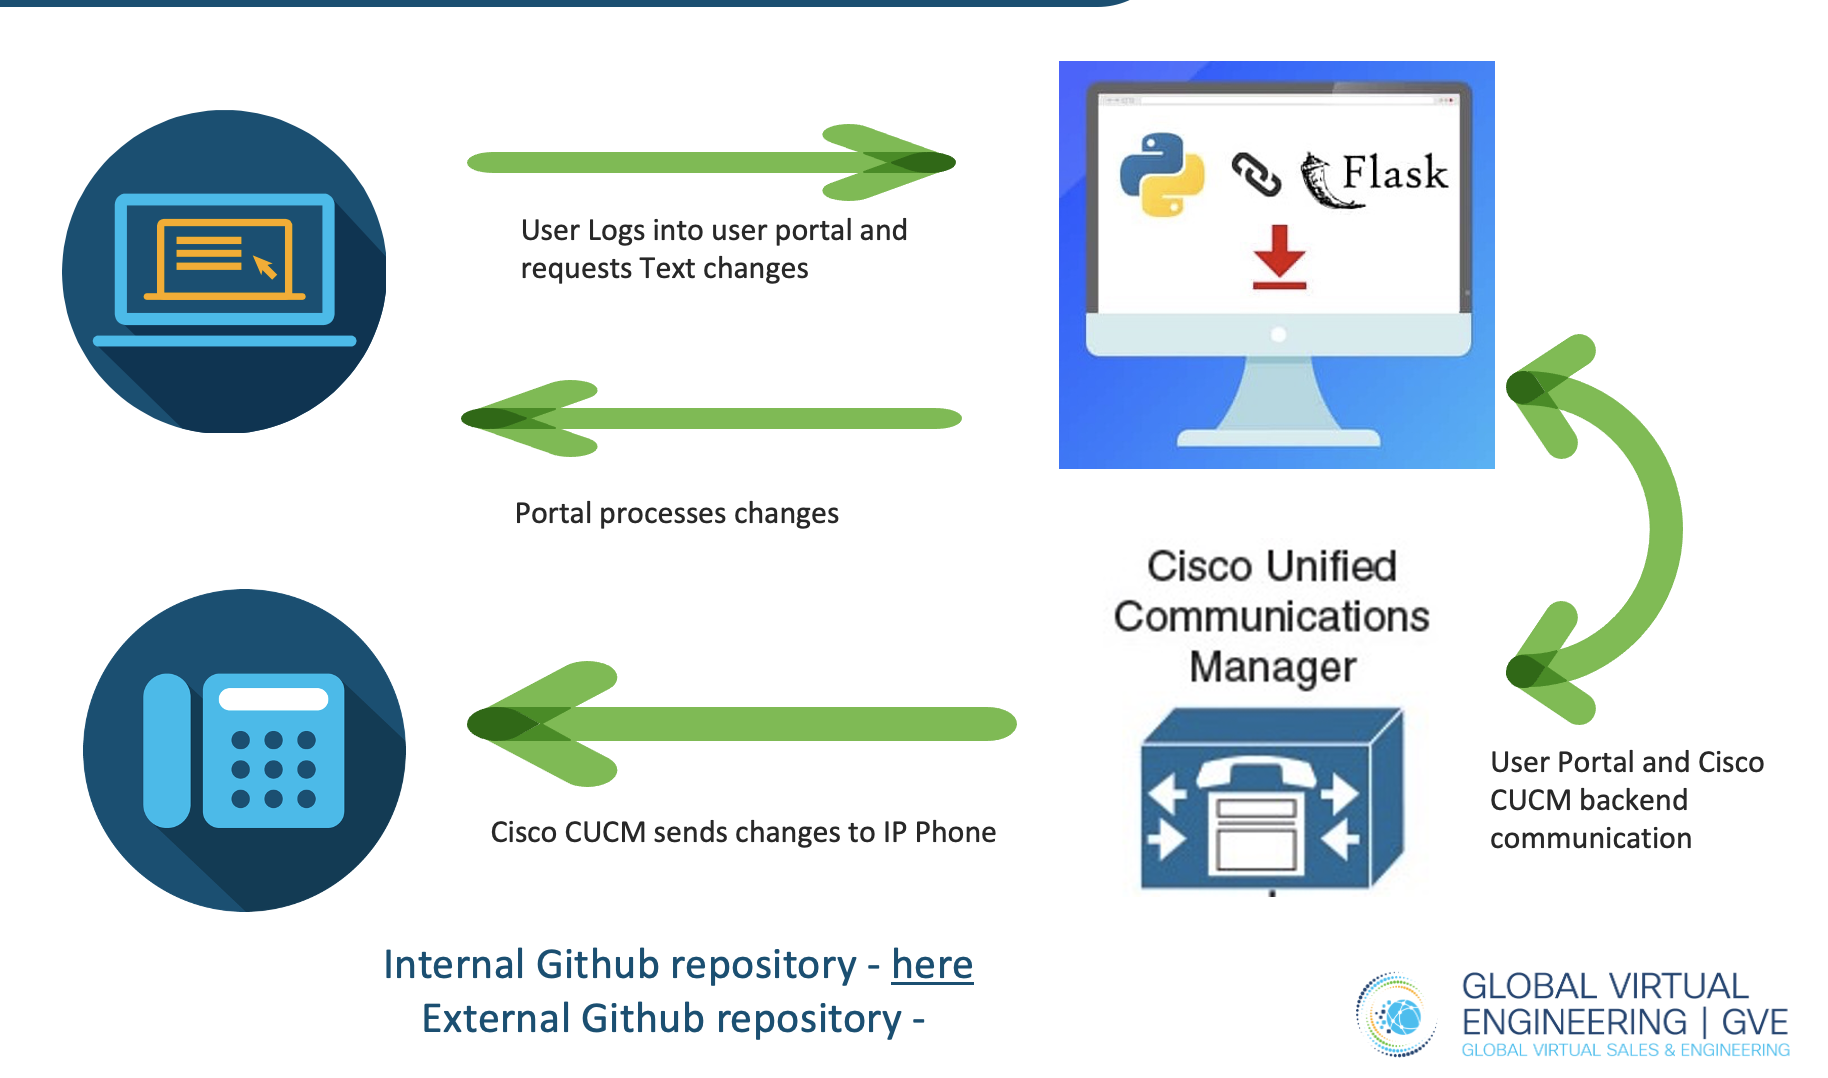 Flask
User Logs into user portal and
requests Text changes
Portal processes changes
Cisco Unified
Communications
Manager
User Portal and Cisco
CUCM backend
communication
Cisco CUCM sends changes to IP Phone
Internal Github repository - here
External Github repository -
GLOBAL VIRTUAL
ENGINEERING | GVE
GLOBAL VIRTUAL SALES & ENGINEERING